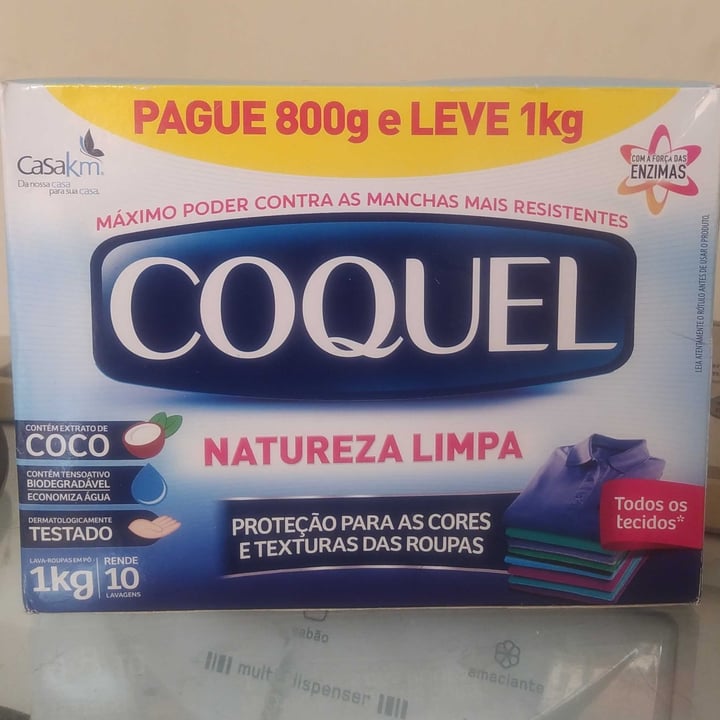 PAGUE 800g e LEVE 1kg
Casakm
Da nossa casa
para sua casa.
COM A FORÇA DAS
ENZIMAS
MÁXIMO PODER CONTRA AS MANCHAS MAIS RESISTENTES
COQUEL
LEIA ATENTAMENTE O RÓTULO ANTES DE USAR O PRODUTO.
CONTÉM EXTRATO DE
COCO
CONTÉM TENSOATIVO
BIODEGRADÁVEL
ECONOMIZA ÁGUA
DERMATOLOGICAMENTE
TESTADO
NATUREZA LIMPA
PROTEÇÃO PARA AS CORES
E TEXTURAS DAS ROUPAS
Todos os
tecidos*
LAVA-ROUPAS EM PÓ
1kg
RENDE
10
LAVAGENS
multi dispenser
amaciante